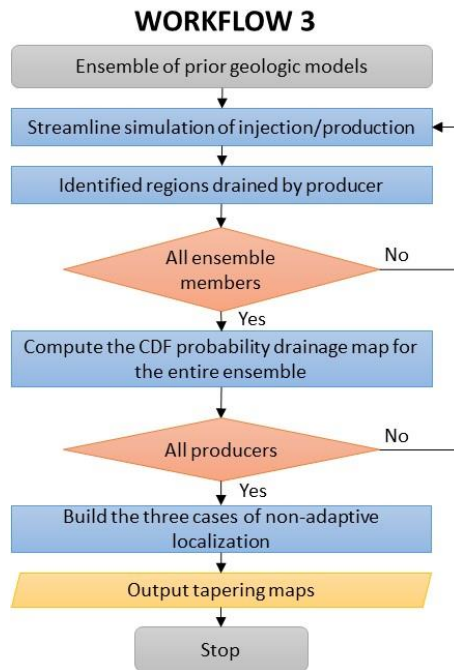 WORKFLOW 3
Ensemble of prior geologic models
Streamline simulation of injection/production
Identified regions drained by producer
All ensemble
members
No
Yes
Compute the CDF probability drainage map for
the entire ensemble
All producers
No
Yes
Build the three cases of non-adaptive
localization
Output tapering maps
Stop